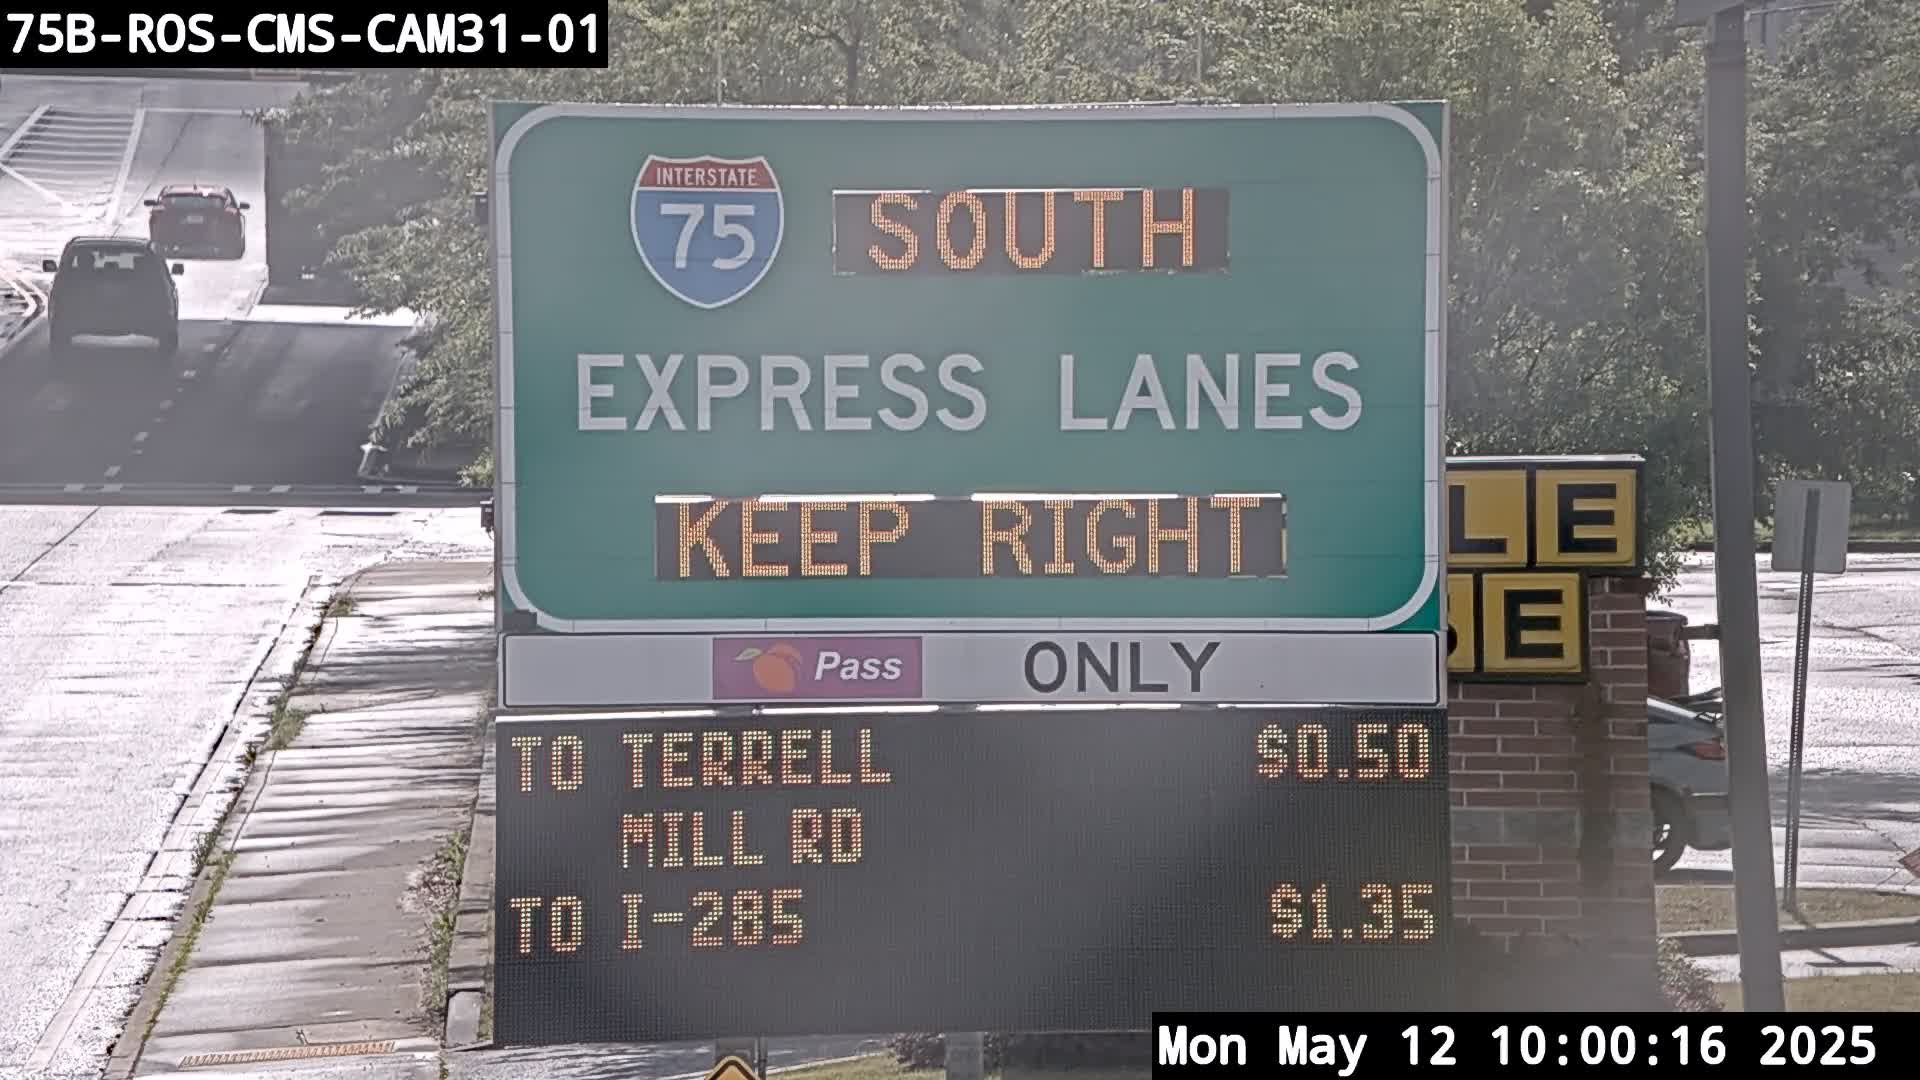 75B-ROS-CMS-CAM31-01
INTERSTATE
75
SOUTH
EXPRESS LANES
KEEP RIGHT
Pass ONLY
TO TERRELL $0.50
MILL RD
TO I-285 $1.35
LE
E
Mon May 12 10:00:16 2025